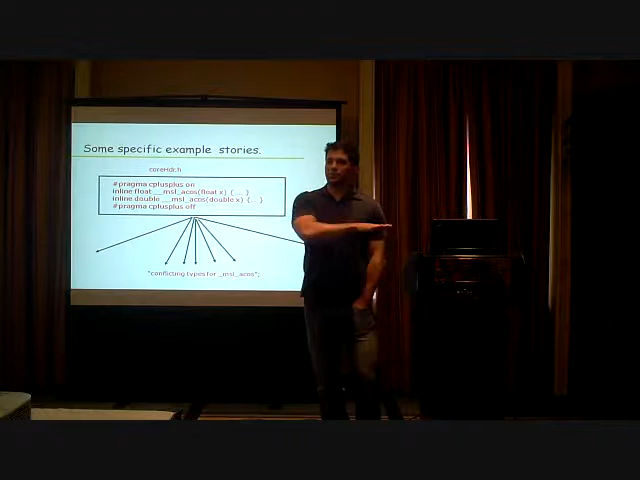 Some specific example stories.
coreHdr.h
#pragma cplusplus on
inline float __msl_acos(float x) { ... }
inline double __msl_acos(double x) {... }
#pragma cplusplus off
"conflicting types for _msl_acos";